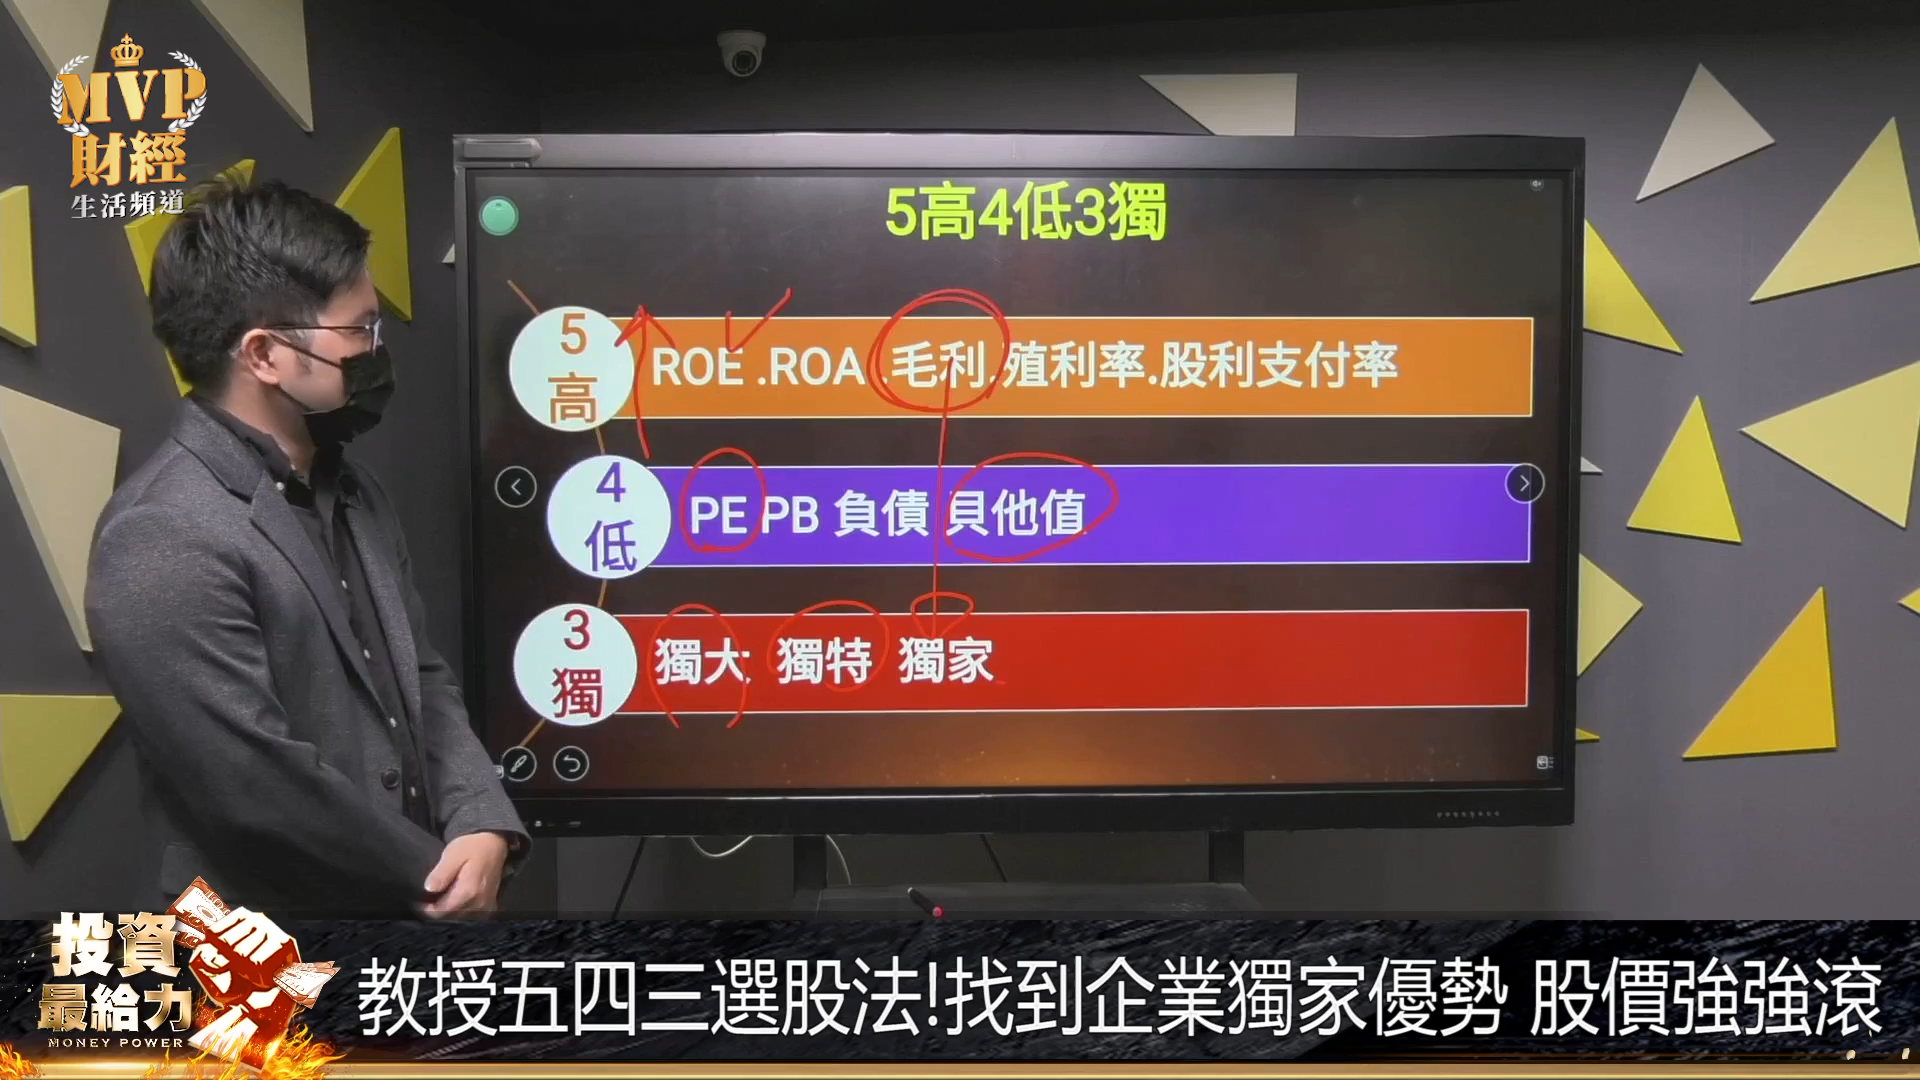 MVP
財經
生活頻道
5高4低3獨
5
高
ROE .ROA .毛利.殖利率.股利支付率
4
低
PE PB 負債 貝他值
3
獨
獨大 獨特 獨家
投資
最給力
MONEY POWER
教授五四三選股法!找到企業獨家優勢 股價強強滾